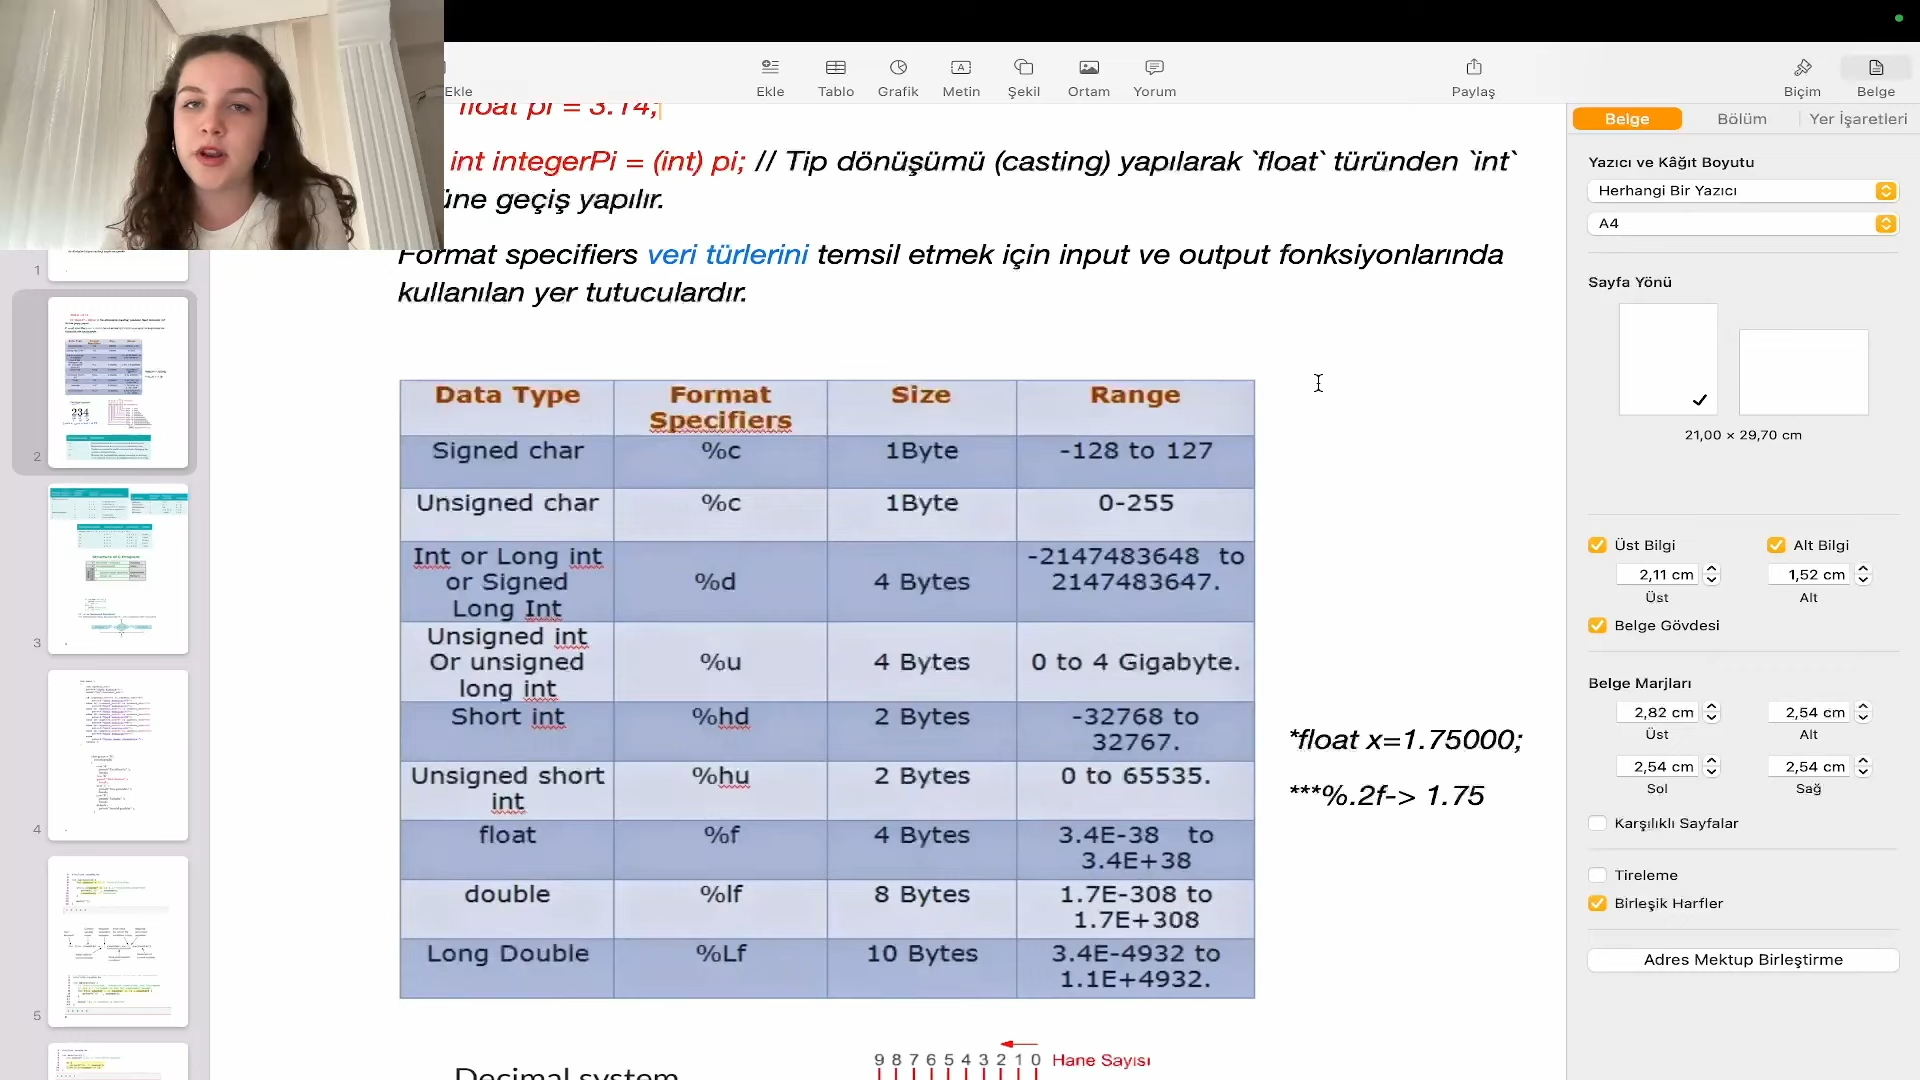 Ekle
Ekle
Tablo
Grafik
Metin
Şekil
Ortam
Yorum
Paylaş
Biçim
Belge
float pi = 3.14;
int integerPi = (int) pi; // Tip dönüşümü (casting) yapılarak `float` türünden `int`
üne geçiş yapılır.
Format specifiers veri türlerini temsil etmek için input ve output fonksiyonlarında
kullanılan yer tutuculardır.
Data Type
Format
Specifiers
Size
Range
Signed char
%c
1Byte
-128 to 127
Unsigned char
%c
1Byte
0-255
Int or Long int
or Signed
Long Int
%d
4 Bytes
-2147483648 to
2147483647.
Unsigned int
Or unsigned
long int
%u
4 Bytes
0 to 4 Gigabyte.
Short int
%hd
2 Bytes
-32768 to
32767.
Unsigned short
int
%hu
2 Bytes
0 to 65535.
float
%f
4 Bytes
3.4E-38 to
3.4E+38
double
%lf
8 Bytes
1.7E-308 to
1.7E+308
Long Double
%Lf
10 Bytes
3.4E-4932 to
1.1E+4932.
*float x=1.75000;
***%.2f-> 1.75
Decimal system
9 8 7 6 5 4 3 2 1 0 Hane Sayısı
1
2
234
3
4
5
Belge
Bölüm
Yer İşaretleri
Yazıcı ve Kâğıt Boyutu
Herhangi Bir Yazıcı
A4
Sayfa Yönü
21,00 × 29,70 cm
Üst Bilgi
Alt Bilgi
2,11 cm
1,52 cm
Üst
Alt
Belge Gövdesi
Belge Marjları
2,82 cm
2,54 cm
Üst
Alt
2,54 cm
2,54 cm
Sol
Sağ
Karşılıklı Sayfalar
Tireleme
Birleşik Harfler
Adres Mektup Birleştirme